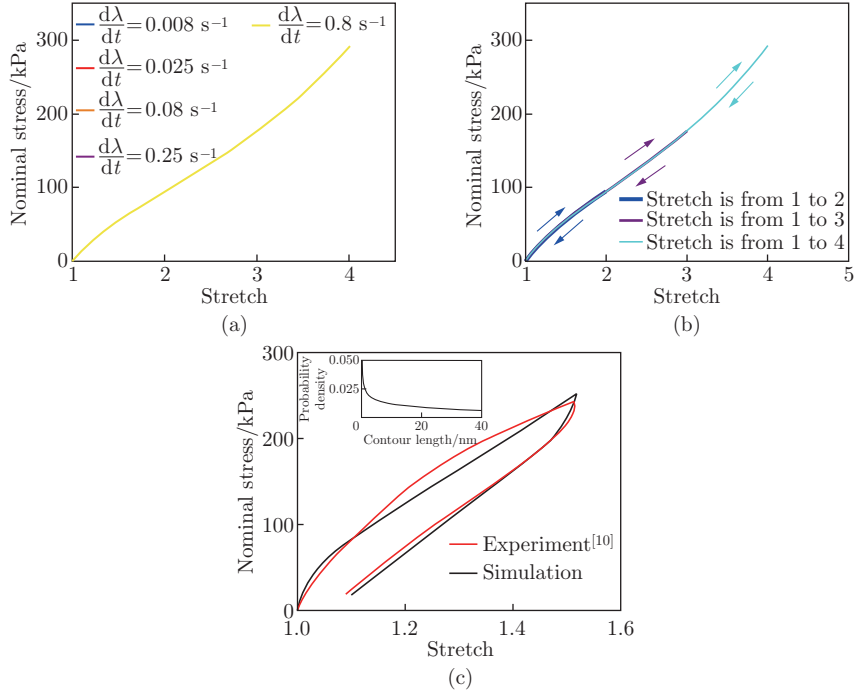 300
200
100
0
Nominal stress/kPa
dλ/dt = 0.008 s⁻¹
dλ/dt = 0.8 s⁻¹
dλ/dt = 0.025 s⁻¹
dλ/dt = 0.08 s⁻¹
dλ/dt = 0.25 s⁻¹
1 2 3 4
Stretch
(a)
300
200
100
0
Nominal stress/kPa
Stretch is from 1 to 2
Stretch is from 1 to 3
Stretch is from 1 to 4
1 2 3 4 5
Stretch
(b)
300
200
100
0
Nominal stress/kPa
Probability
density
0.050
0.025
0 20 40
Contour length/nm
Experiment[10]
Simulation
1.0 1.2 1.4 1.6
Stretch
(c)